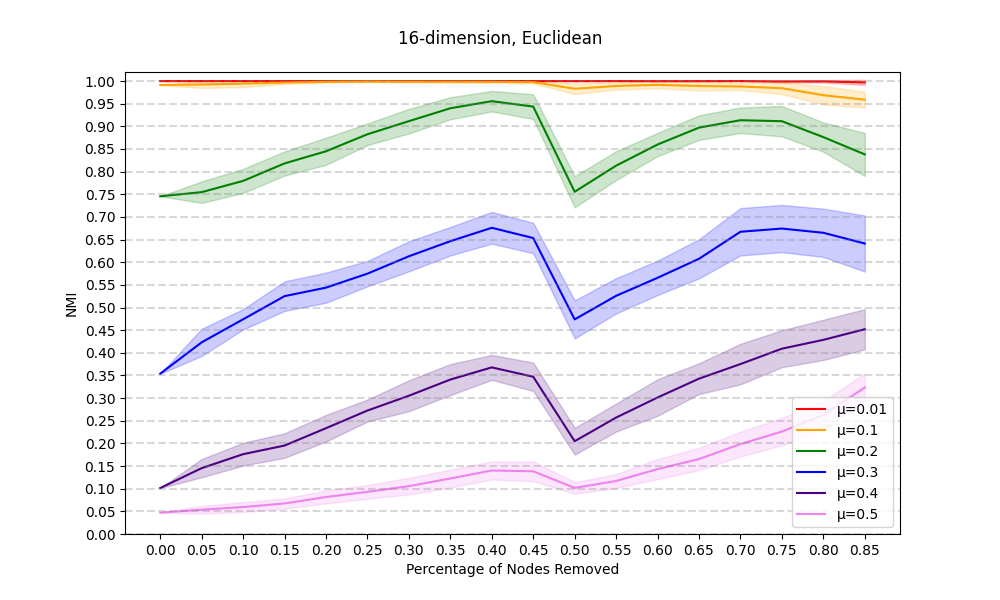 16-dimension, Euclidean
NMI
1.00
0.95
0.90
0.85
0.80
0.75
0.70
0.65
0.60
0.55
0.50
0.45
0.40
0.35
0.30
0.25
0.20
0.15
0.10
0.05
0.00
μ=0.01
μ=0.1
μ=0.2
μ=0.3
μ=0.4
μ=0.5
0.00 0.05 0.10 0.15 0.20 0.25 0.30 0.35 0.40 0.45 0.50 0.55 0.60 0.65 0.70 0.75 0.80 0.85
Percentage of Nodes Removed